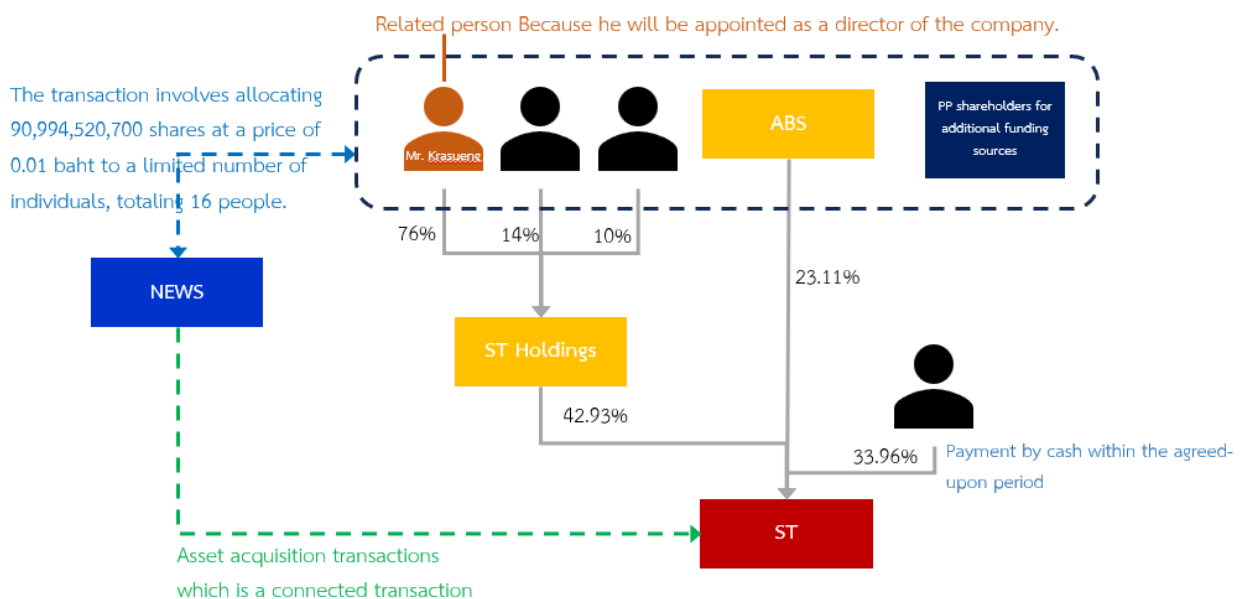 Related person Because he will be appointed as a director of the company.
The transaction involves allocating
90,994,520,700 shares at a price of
0.01 baht to a limited number of
individuals, totaling 16 people.
Mr. Krasueng
ABS
PP shareholders for
additional funding
sources
76%
14%
10%
23.11%
NEWS
ST Holdings
42.93%
33.96%
Payment by cash within the agreed-
upon period
ST
Asset acquisition transactions
which is a connected transaction